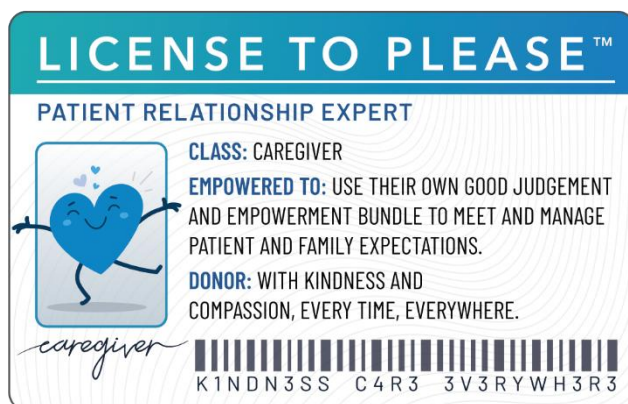 LICENSE TO PLEASE™
PATIENT RELATIONSHIP EXPERT
CLASS: CAREGIVER
EMPOWERED TO: USE THEIR OWN GOOD JUDGEMENT
AND EMPOWERMENT BUNDLE TO MEET AND MANAGE
PATIENT AND FAMILY EXPECTATIONS.
DONOR: WITH KINDNESS AND
COMPASSION, EVERY TIME, EVERYWHERE.
caregiver
K1NDN3SS C4R3 3V3RYWH3R3